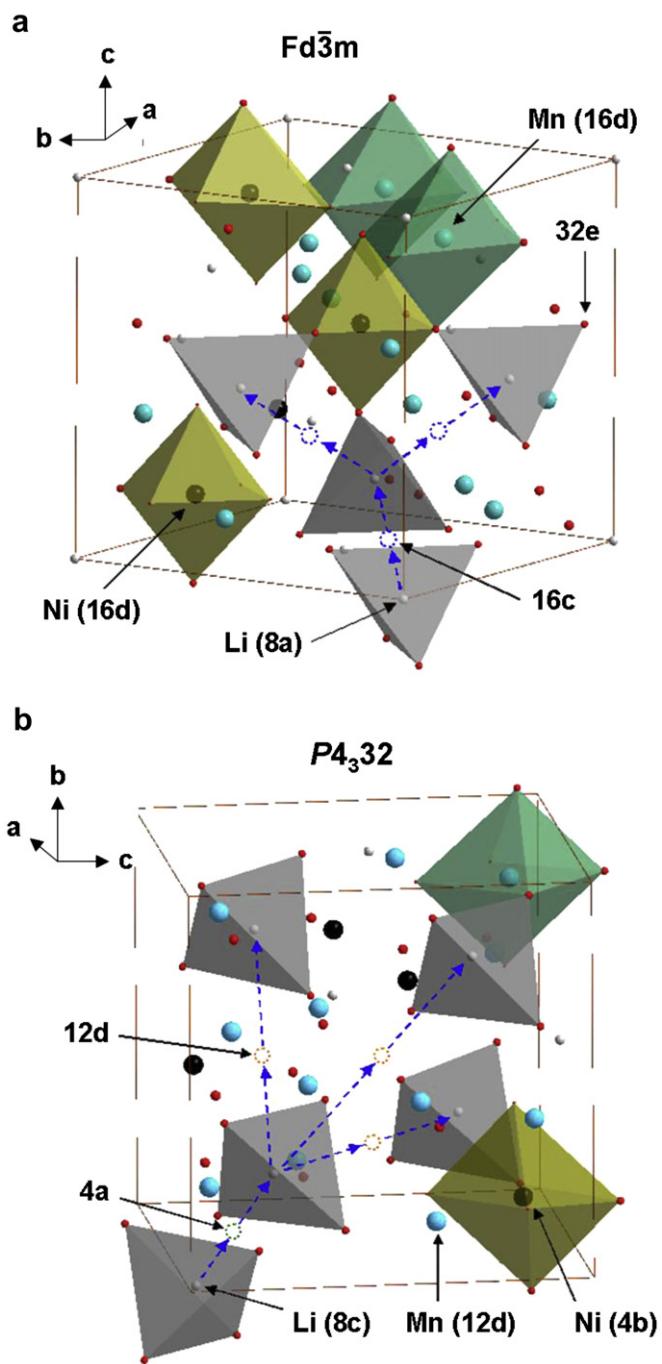 a
Fd3̄m
c
a
b
Mn (16d)
32e
Ni (16d)
Li (8a)
16c
b
P4₃32
b
a
c
12d
4a
Li (8c)
Mn (12d)
Ni (4b)